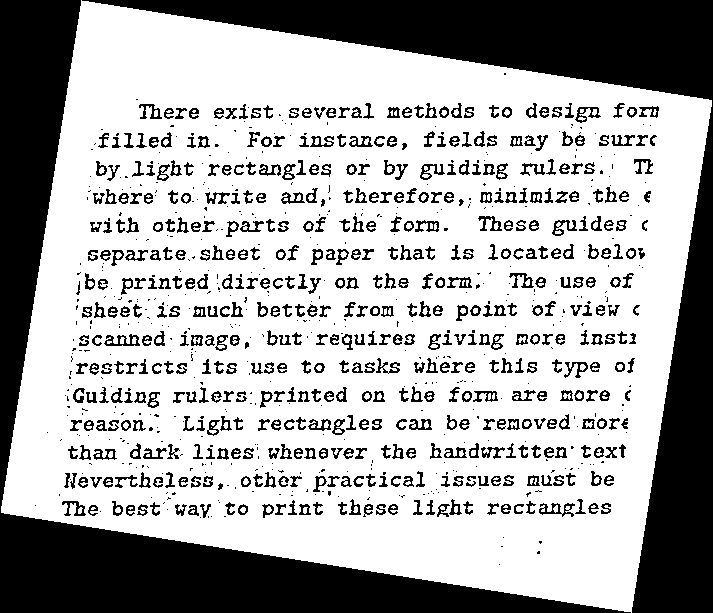 There exist several methods to design form
filled in. For instance, fields may be
by light rectangles or by guiding rulers.
where to write and, therefore, minimize the
with other parts of the form. These guides
separate sheet of paper that is located
be printed directly on the form. The use of
sheet is much better from the point of view
scanned image, but requires giving more
restricts its use to tasks where this type of
Guiding rulers printed on the form are more
reason. Light rectangles can be removed more
than dark lines whenever the handwritten text
Nevertheless, other practical issues must be
The best way to print these light rectangles